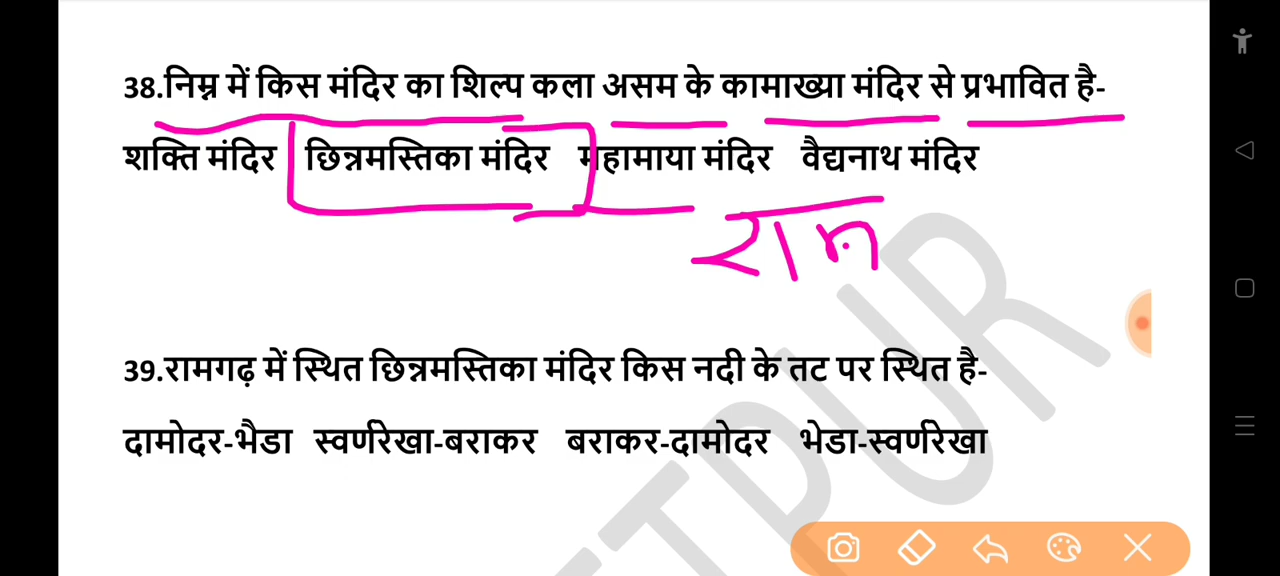 38.निम्न में किस मंदिर का शिल्प कला असम के कामाख्या मंदिर से प्रभावित है-
शक्ति मंदिर छिन्नमस्तिका मंदिर महामाया मंदिर वैद्यनाथ मंदिर
राम
39.रामगढ़ में स्थित छिन्नमस्तिका मंदिर किस नदी के तट पर स्थित है-
दामोदर-भैडा स्वर्णरेखा-बराकर बराकर-दामोदर भेडा-स्वर्णरेखा
TPUR